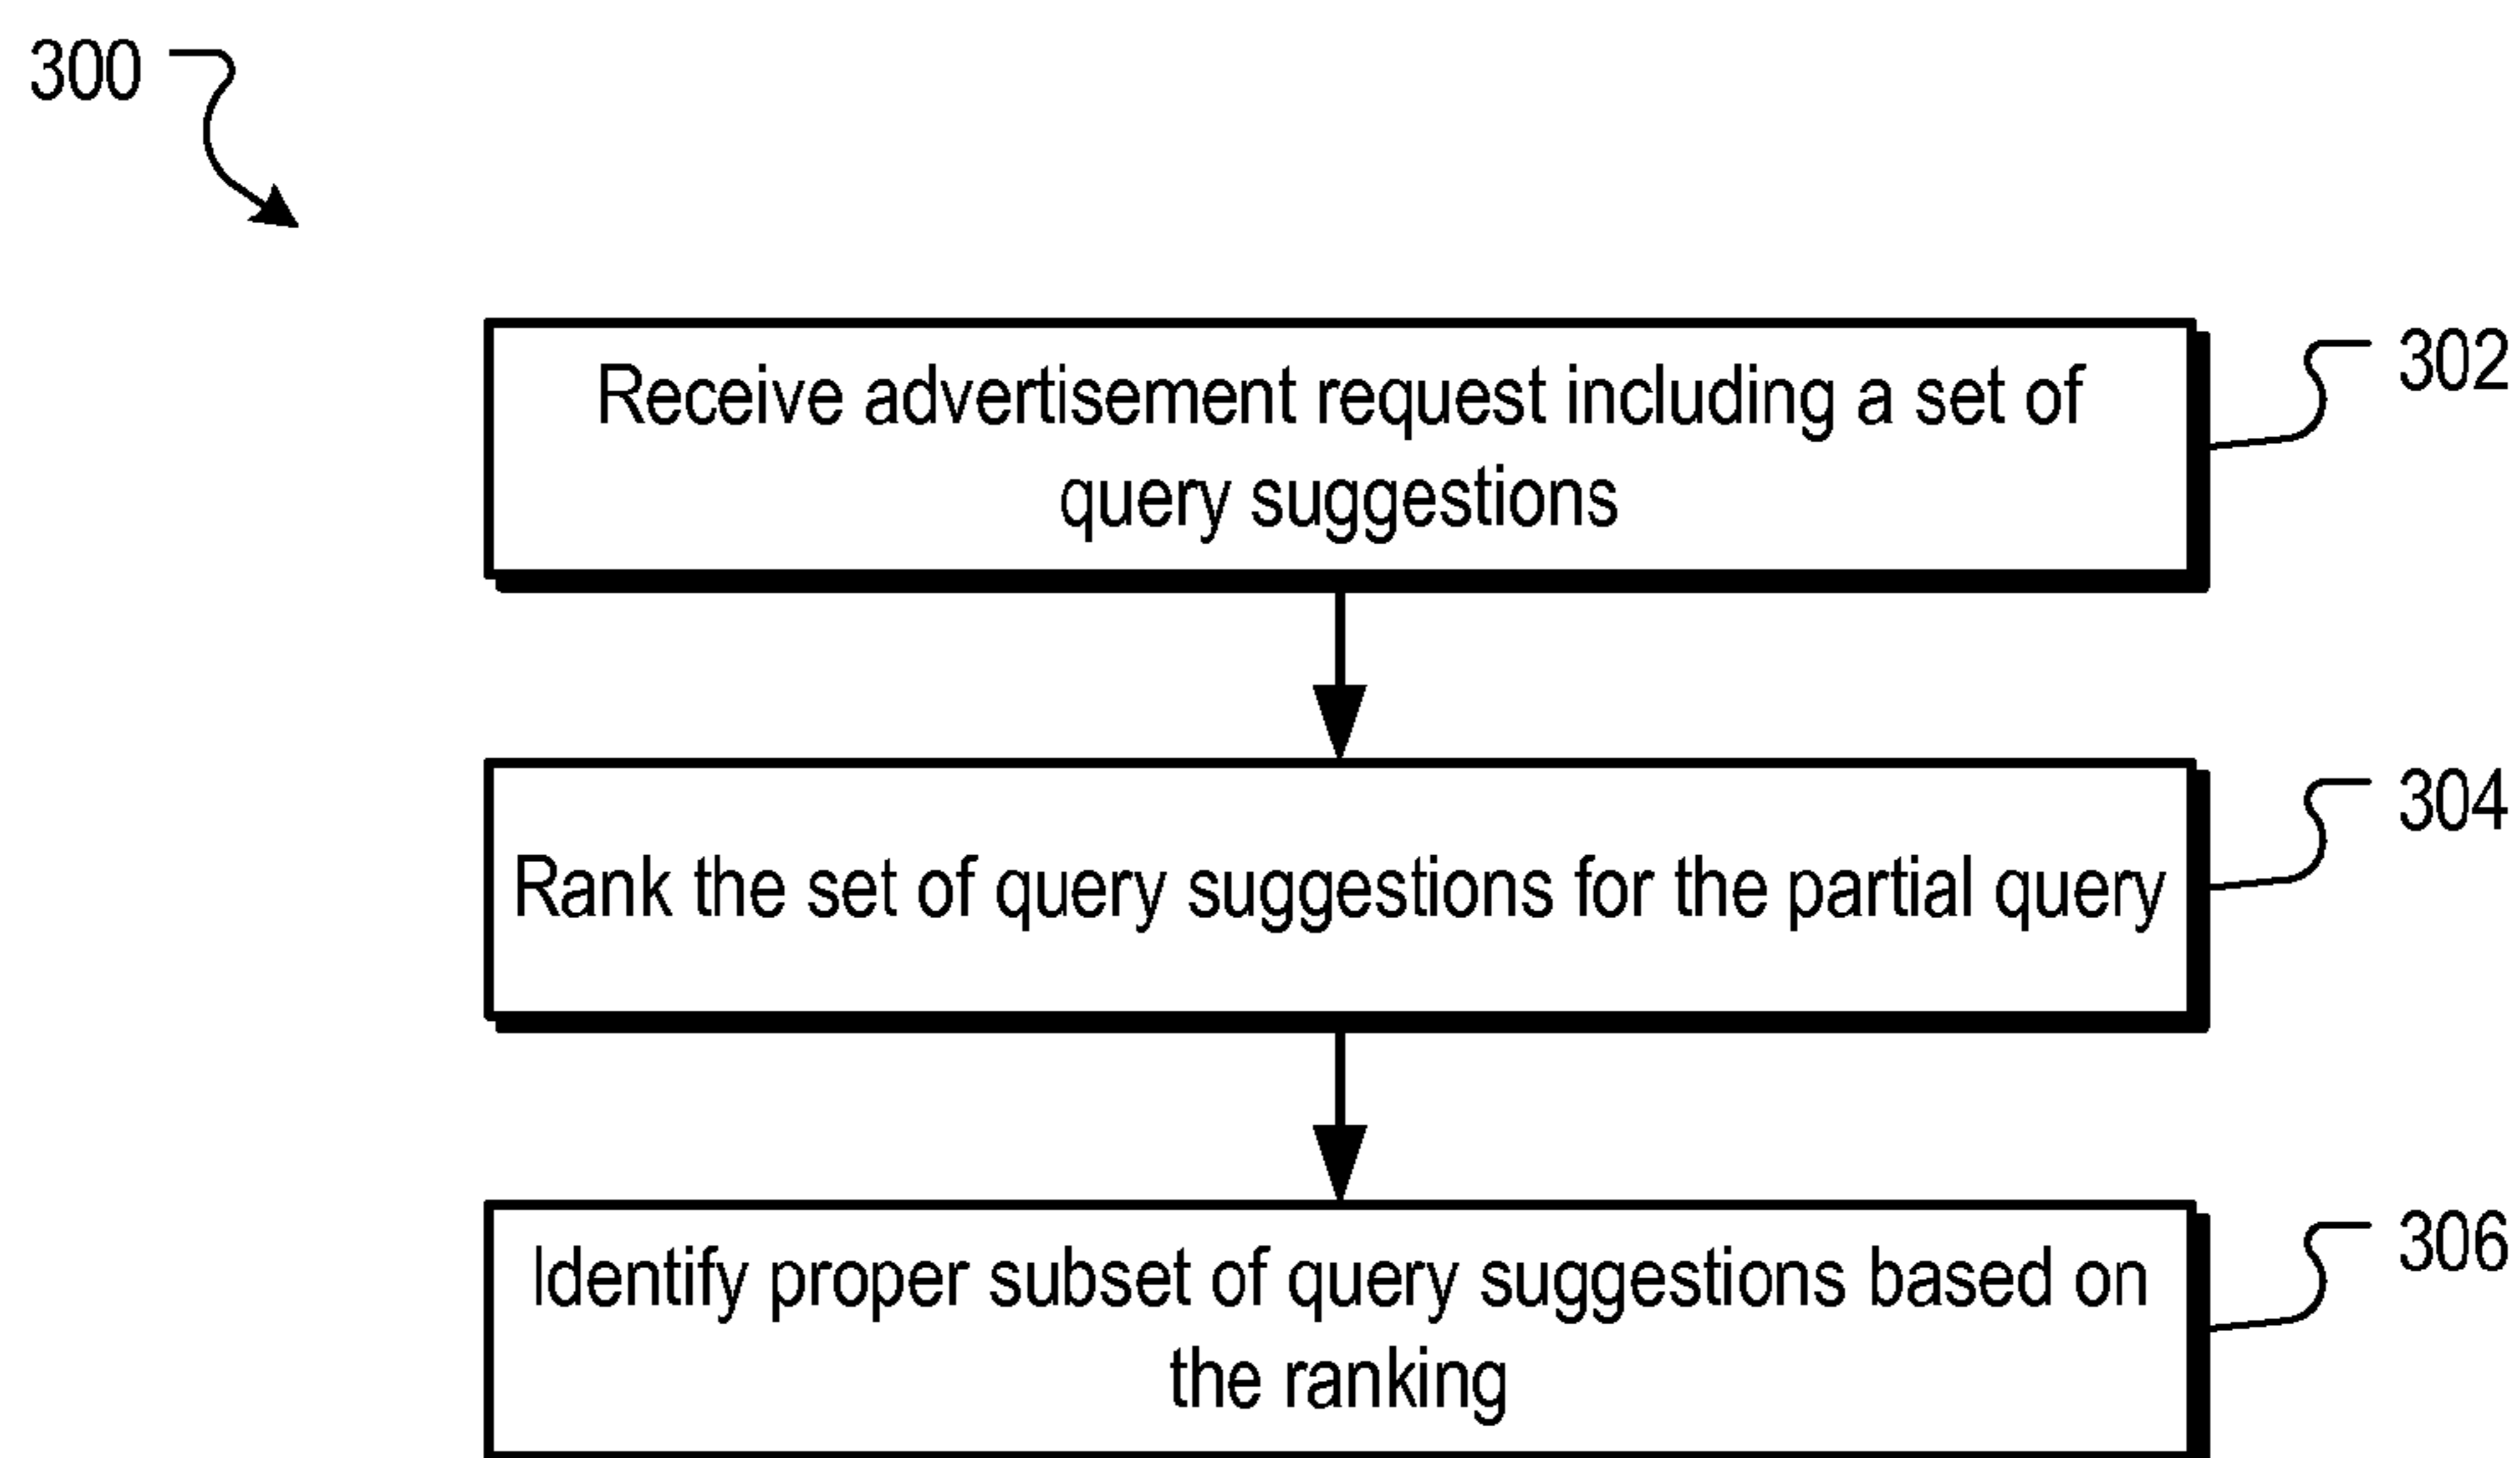 300
Receive advertisement request including a set of
query suggestions
302
Rank the set of query suggestions for the partial query
304
Identify proper subset of query suggestions based on
the ranking
306